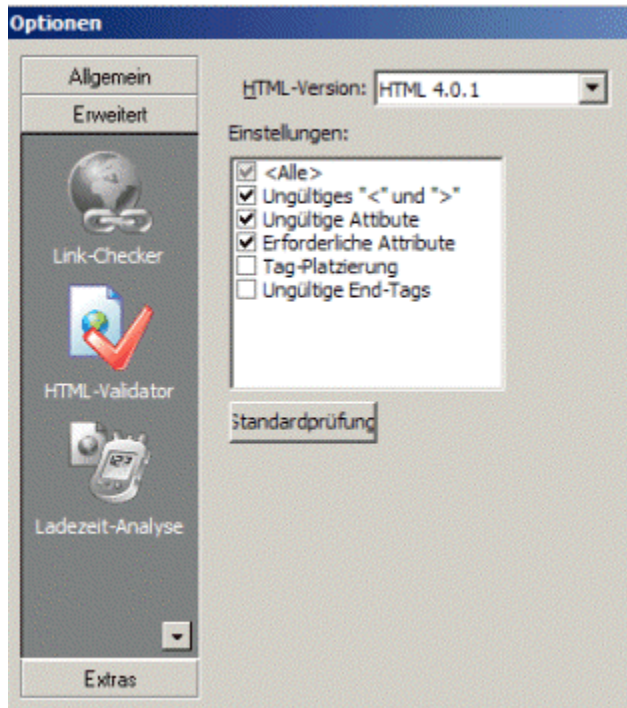 Optionen
Allgemein
Erweitert
Link-Checker
HTML-Validator
Ladezeit-Analyse
Extras
HTML-Version: HTML 4.0.1
Einstellungen:
<Alle>
Ungültiges "<" und ">"
Ungültige Attibute
Erforderliche Attribute
Tag-Platzierung
Ungültige End-Tags
Standardprüfung